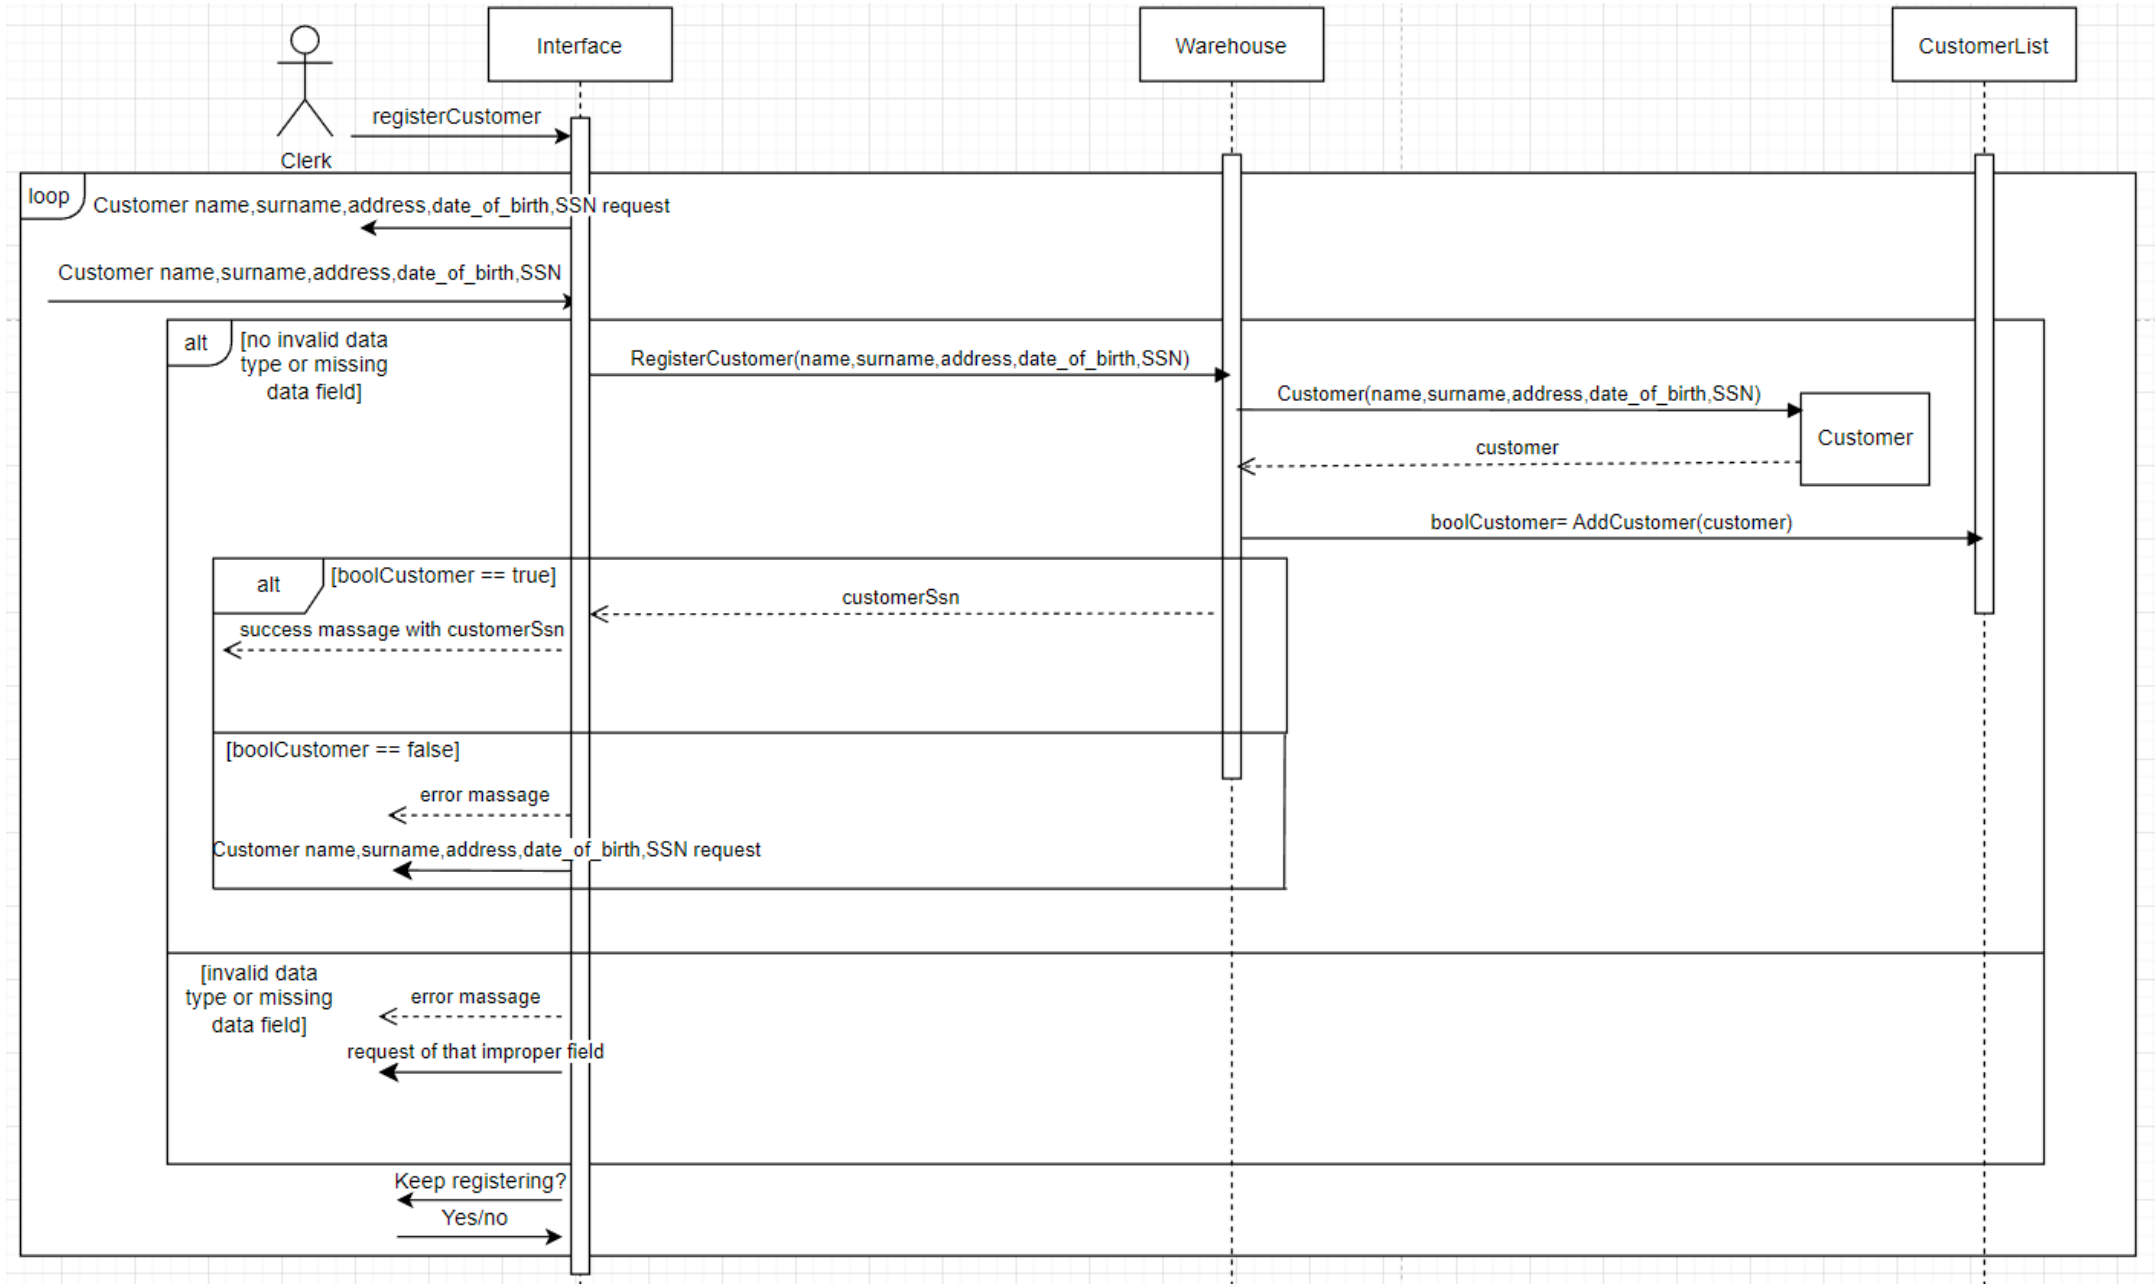 Interface
Warehouse
CustomerList
registerCustomer
Clerk
loop
Customer name,surname,address,date_of_birth,SSN request
Customer name,surname,address,date_of_birth,SSN
alt
[no invalid data
type or missing
data field]
RegisterCustomer(name,surname,address,date_of_birth,SSN)
Customer(name,surname,address,date_of_birth,SSN)
Customer
customer
boolCustomer= AddCustomer(customer)
alt
[boolCustomer == true]
customerSsn
success massage with customerSsn
[boolCustomer == false]
error massage
Customer name,surname,address,date_of_birth,SSN request
[invalid data
type or missing
data field]
error massage
request of that improper field
Keep registering?
Yes/no